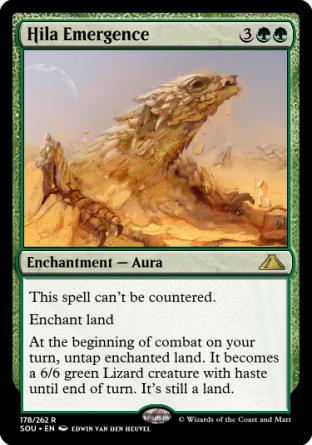 Ḥila Emergence 3
Enchantment — Aura
This spell can't be countered.
Enchant land
At the beginning of combat on your
turn, untap enchanted land. It becomes
a 6/6 green Lizard creature with haste
until end of turn. It's still a land.
178/262 R
SOU • EN EDWIN VAN DEN HEUVEL
™ & © Wizards of the Coast and Matt